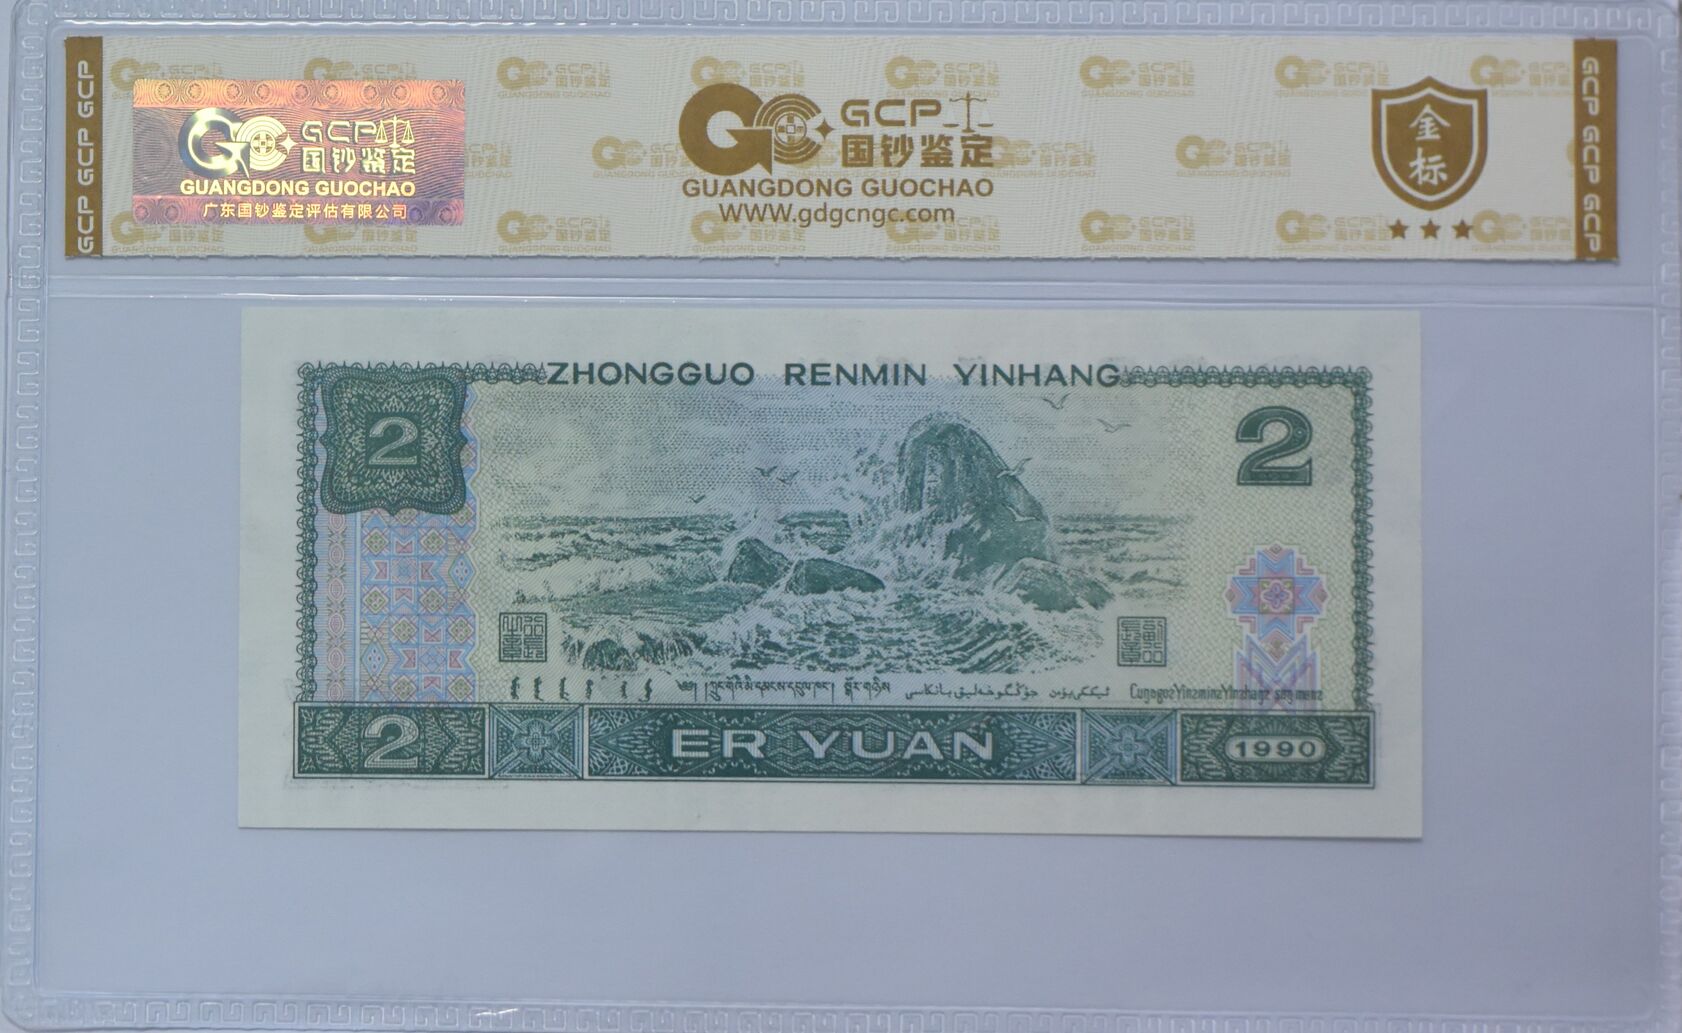 GCP GCP GCP
GCP
国钞鉴定
GUANGDONG GUOCHAO
广东国钞鉴定评估有限公司
GCP
国钞鉴定
GUANGDONG GUOCHAO
WWW.gdgcngc.com
金
标
GCP GCP GCP
ZHONGGUO RENMIN YINHANG
2
2
2
ER YUAN
1990